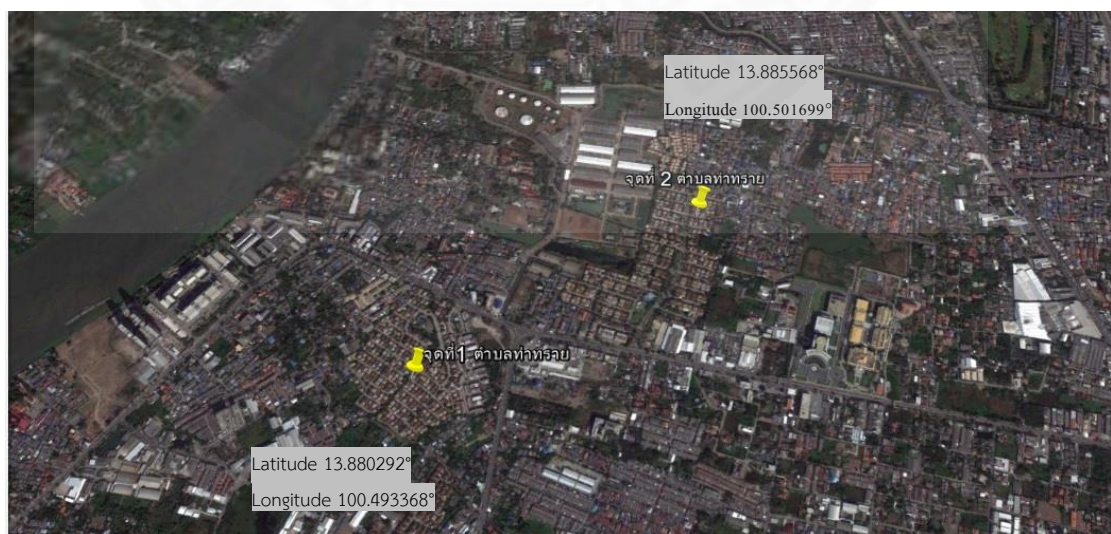 Latitude 13.885568°
Longitude 100.501699°
จุดที่ 2 ตำบลท่าทราย
จุดที่1 ตำบลท่าทราย
Latitude 13.880292°
Longitude 100.493368°